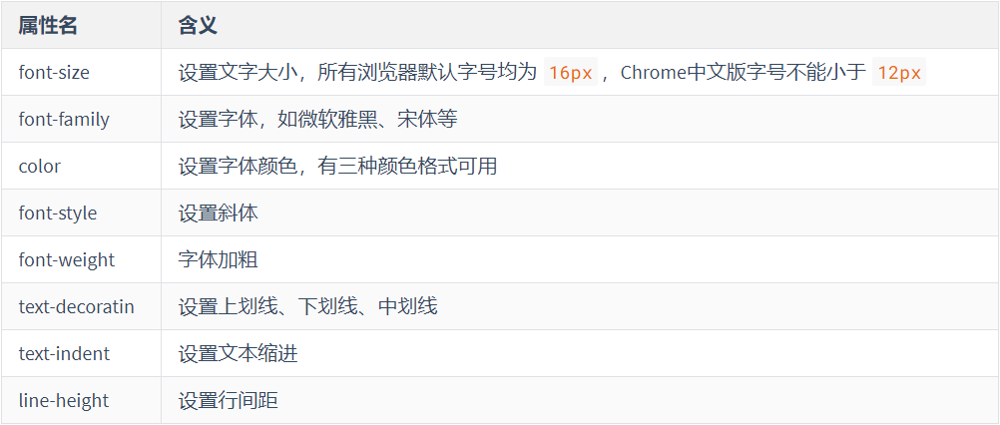 属性名 含义
font-size 设置文字大小，所有浏览器默认字号均为 16px ，Chrome中文版字号不能小于 12px
font-family 设置字体，如微软雅黑、宋体等
color 设置字体颜色，有三种颜色格式可用
font-style 设置斜体
font-weight 字体加粗
text-decoratin 设置上划线、下划线、中划线
text-indent 设置文本缩进
line-height 设置行间距